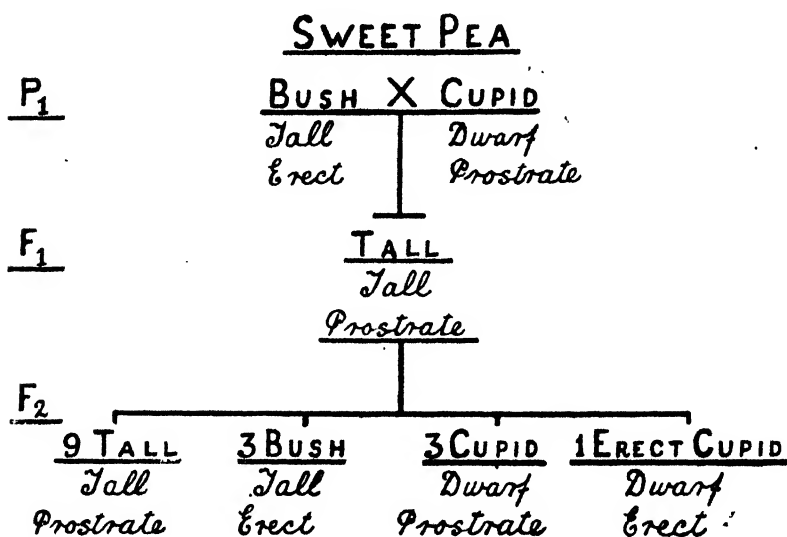 SWEET PEA
P1 BUSH X CUPID
Tall Dwarf
Erect Prostrate
F1 TALL
Tall
Prostrate
F2
9 TALL 3 BUSH 3 CUPID 1 ERECT CUPID
Tall Tall Dwarf Dwarf
Prostrate Erect Prostrate Erect